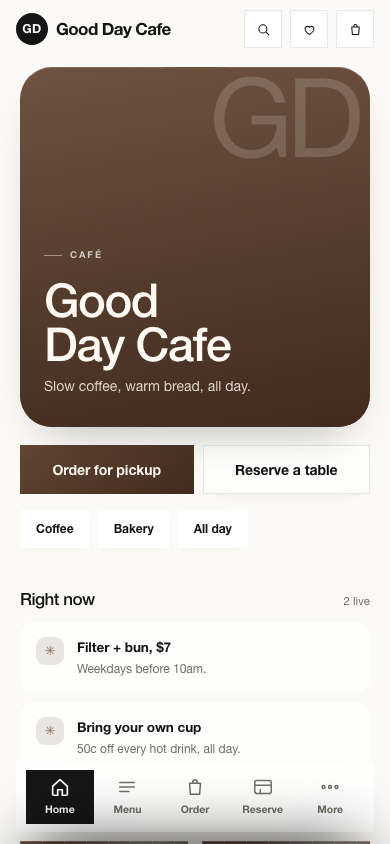 GD
Good Day Cafe
GD
CAFÉ
Good
Day Cafe
Slow coffee, warm bread, all day.
Order for pickup
Reserve a table
Coffee
Bakery
All day
Right now
2 live
Filter + bun, $7
Weekdays before 10am.
Bring your own cup
50c off every hot drink, all day.
Home
Menu
Order
Reserve
More